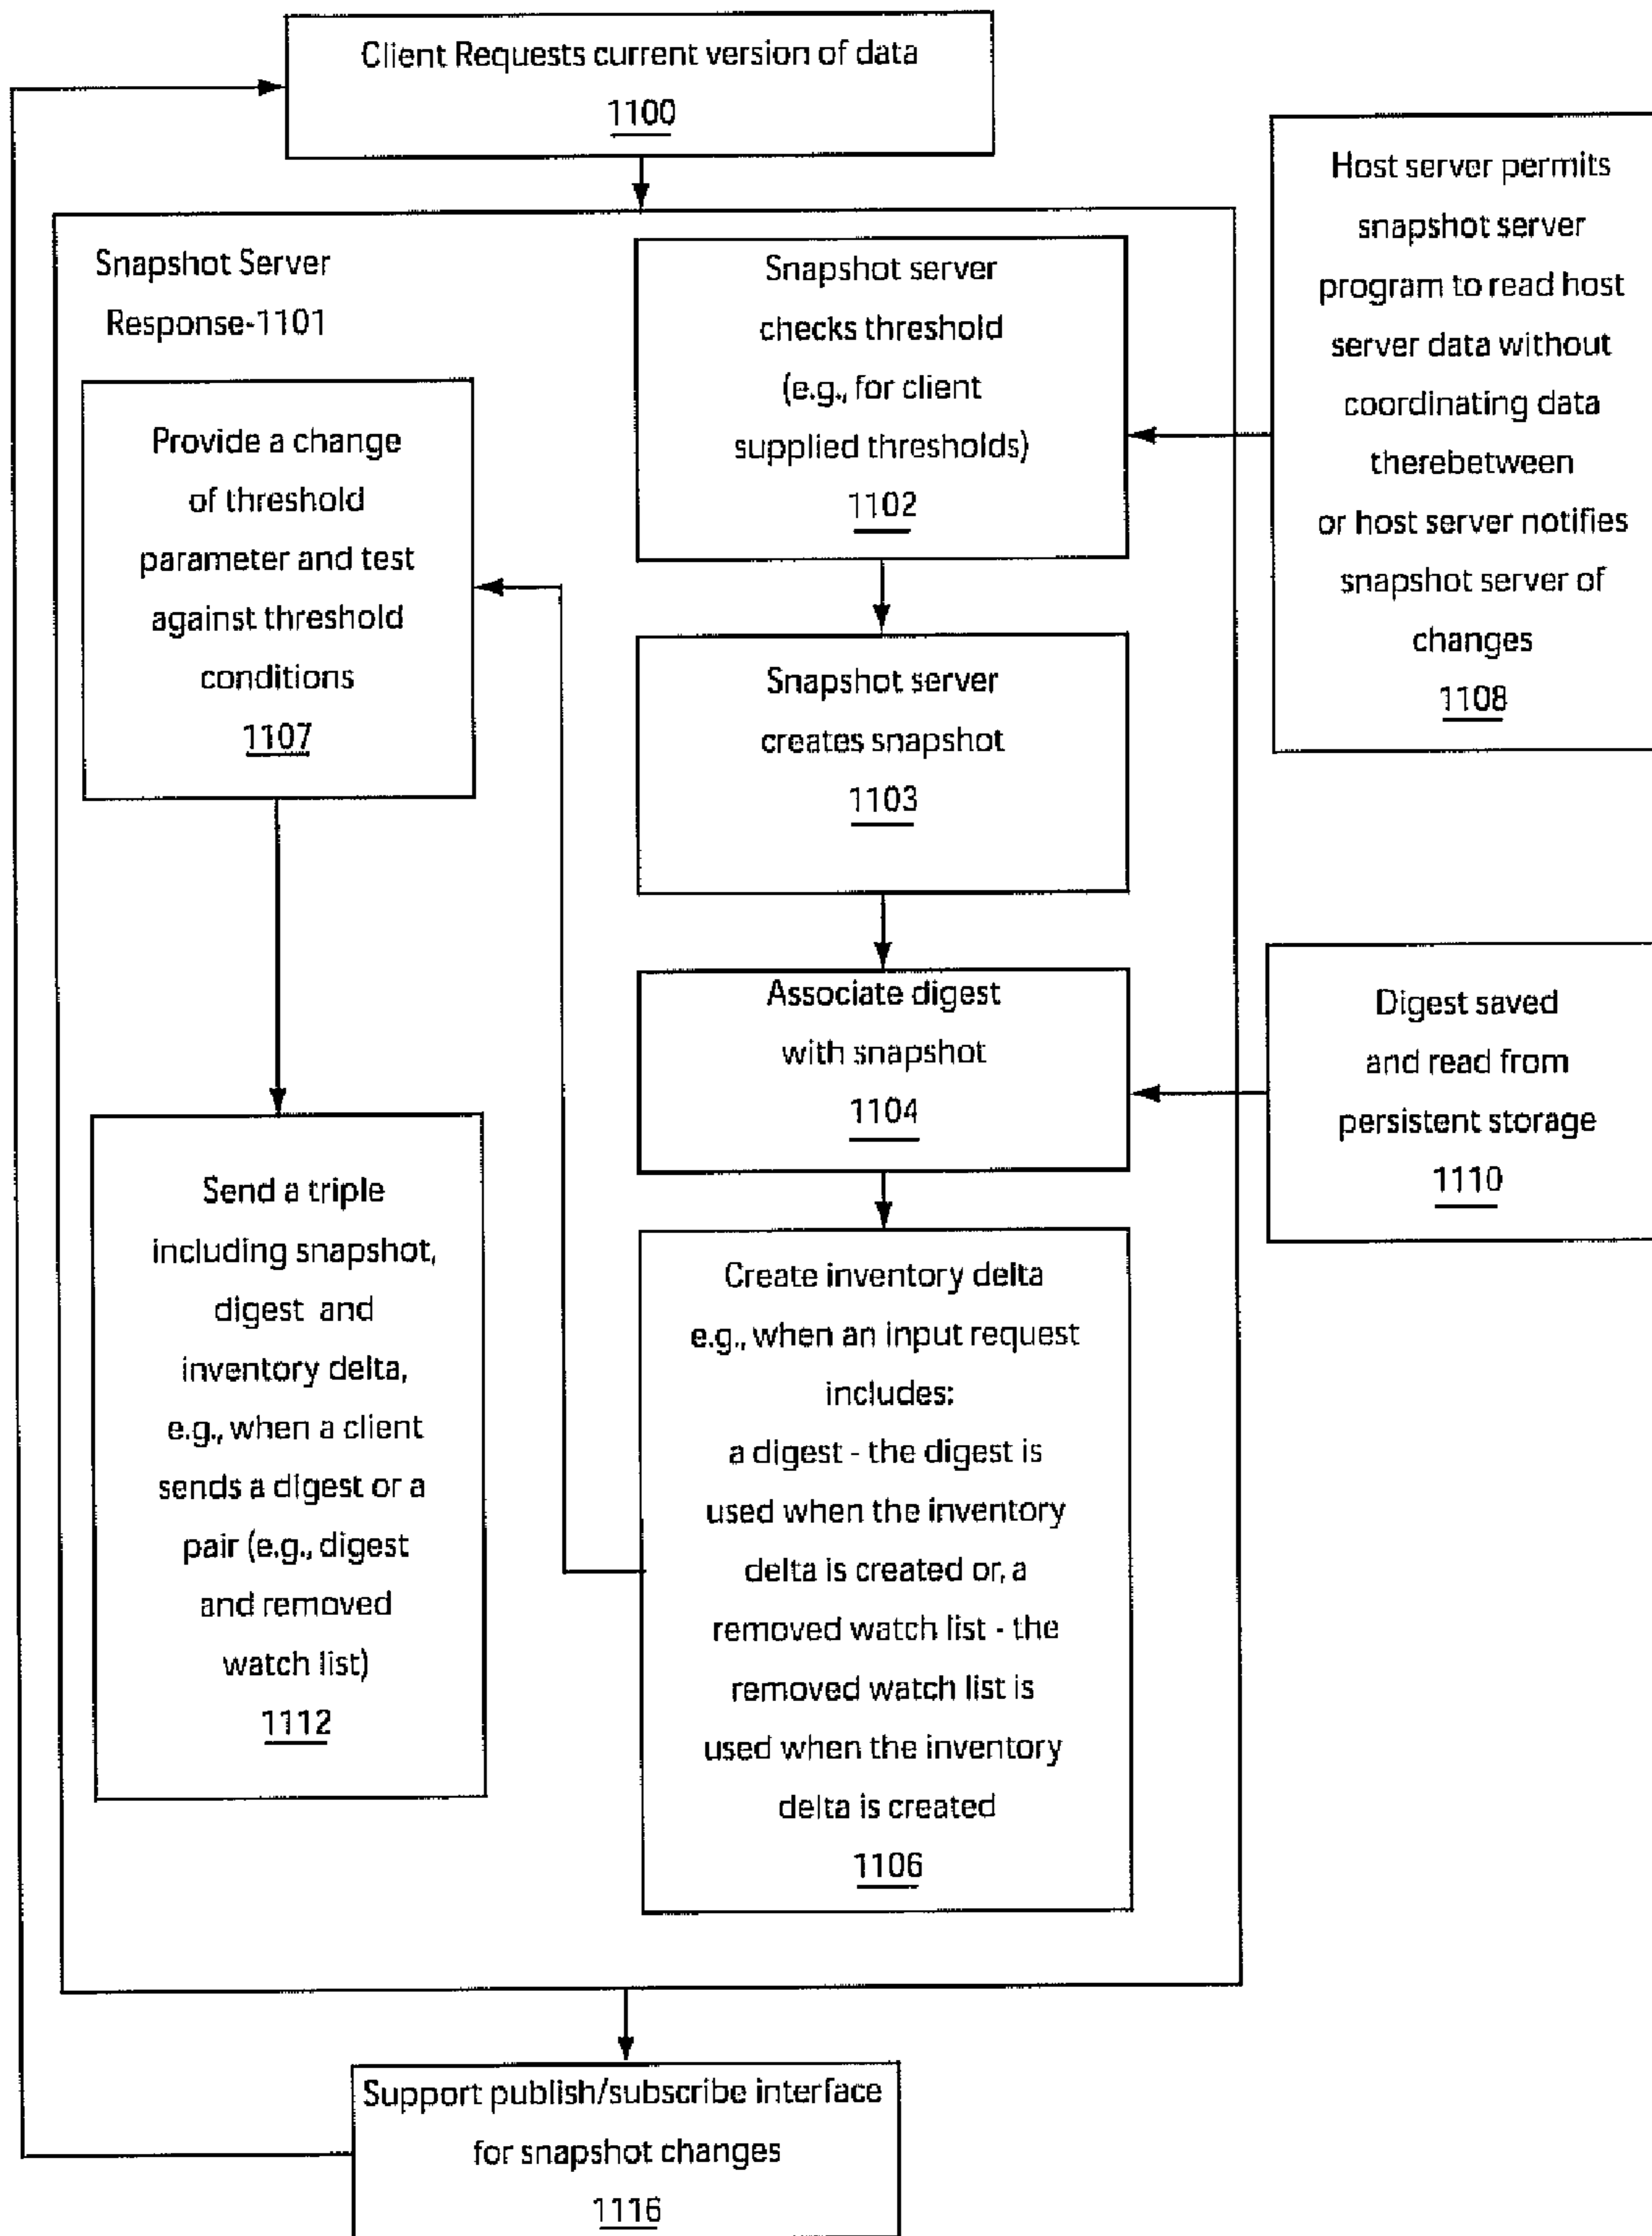 Client Requests current version of data
1100
Snapshot Server
Response-1101
Snapshot server
checks threshold
(e.g., for client
supplied thresholds)
1102
Host server permits
snapshot server
program to read host
server data without
coordinating data
therebetween
or host server notifies
snapshot server of
changes
1108
Provide a change
of threshold
parameter and test
against threshold
conditions
1107
Snapshot server
creates snapshot
1103
Associate digest
with snapshot
1104
Digest saved
and read from
persistent storage
1110
Send a triple
including snapshot,
digest and
inventory delta,
e.g., when a client
sends a digest or a
pair (e.g., digest
and removed
watch list)
1112
Create inventory delta
e.g., when an input request
includes:
a digest - the digest is
used when the inventory
delta is created or, a
removed watch list - the
removed watch list is
used when the inventory
delta is created
1106
Support publish/subscribe interface
for snapshot changes
1116